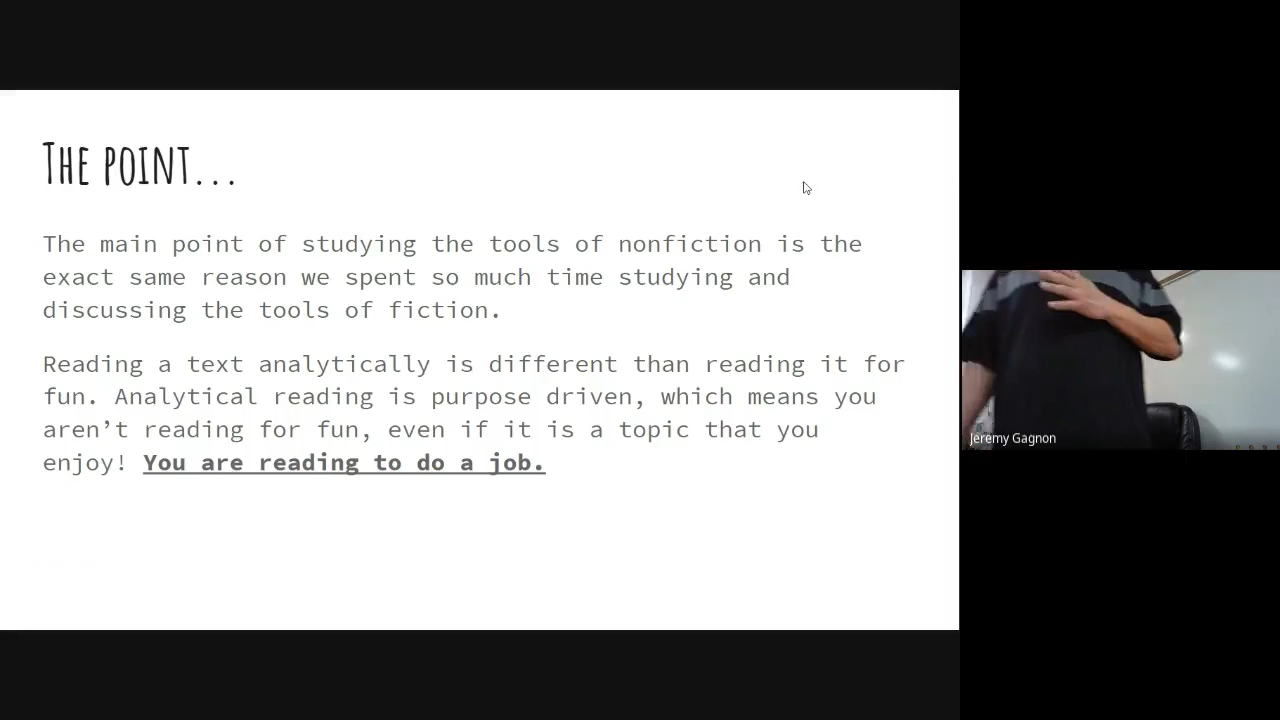 The point...
The main point of studying the tools of nonfiction is the
exact same reason we spent so much time studying and
discussing the tools of fiction.
Reading a text analytically is different than reading it for
fun. Analytical reading is purpose driven, which means you
aren’t reading for fun, even if it is a topic that you
enjoy! You are reading to do a job.
Jeremy Gagnon